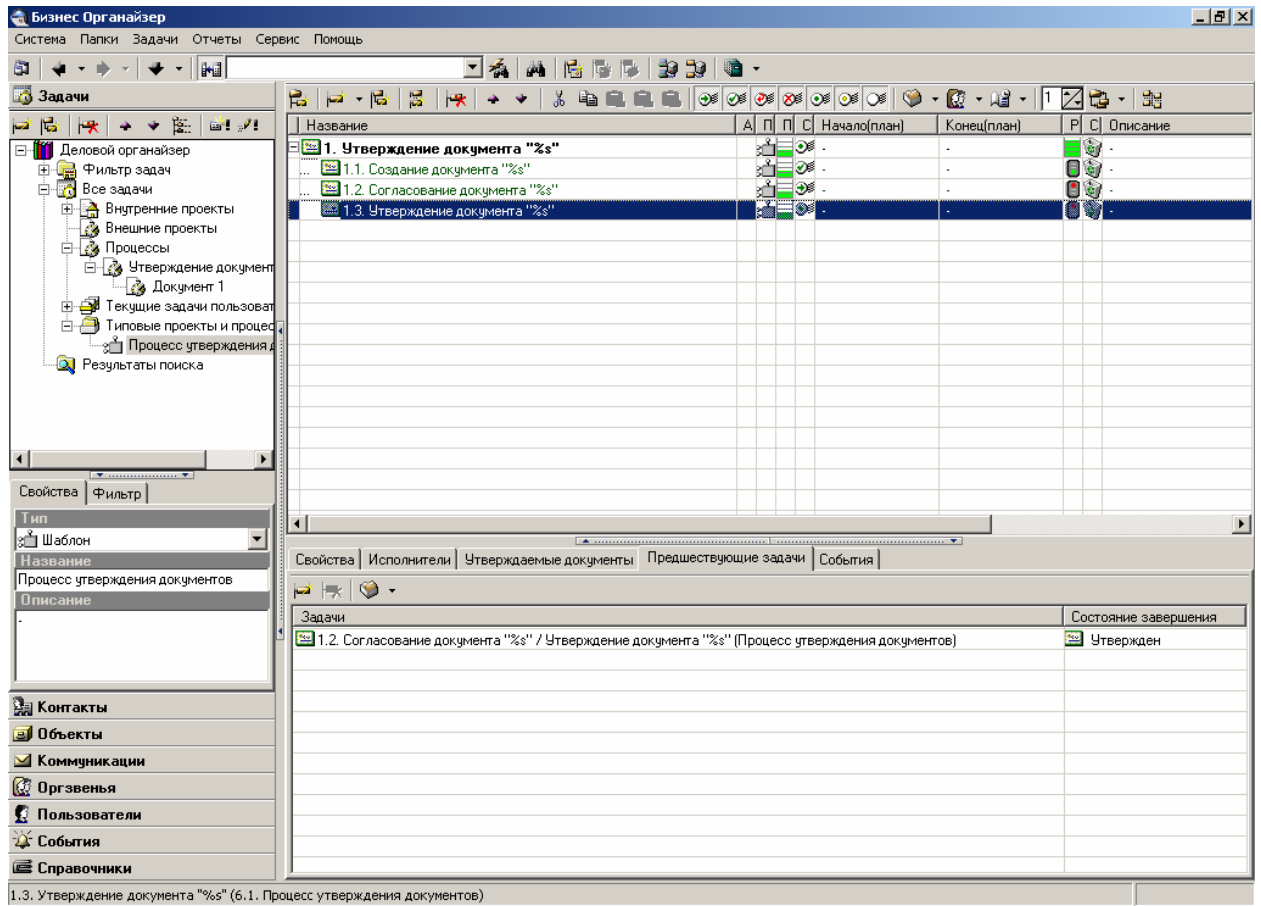 Бизнес Органайзер
Система Папки Задачи Отчеты Сервис Помощь
Задачи
1
Деловой органайзер
Фильтр задач
Все задачи
Внутренние проекты
Внешние проекты
Процессы
Утверждение документ
Документ 1
Текущие задачи пользоват
Типовые проекты и процес
Процесс утверждения д
Результаты поиска
Название А П П С Начало(план) Конец(план) Р С Описание
1. Утверждение документа "%s" - - -
... 1.1. Создание документа "%s" - - -
... 1.2. Согласование документа "%s" - - -
1.3. Утверждение документа "%s" - - -
Свойства Фильтр
Тип
Шаблон
Название
Процесс утверждения документов
Описание
-
Свойства Исполнители Утверждаемые документы Предшествующие задачи События
Задачи Состояние завершения
1.2. Согласование документа "%s" / Утверждение документа "%s" (Процесс утверждения документов) Утвержден
Контакты
Объекты
Коммуникации
Оргзвенья
Пользователи
События
Справочники
1.3. Утверждение документа "%s" (6.1. Процесс утверждения документов)